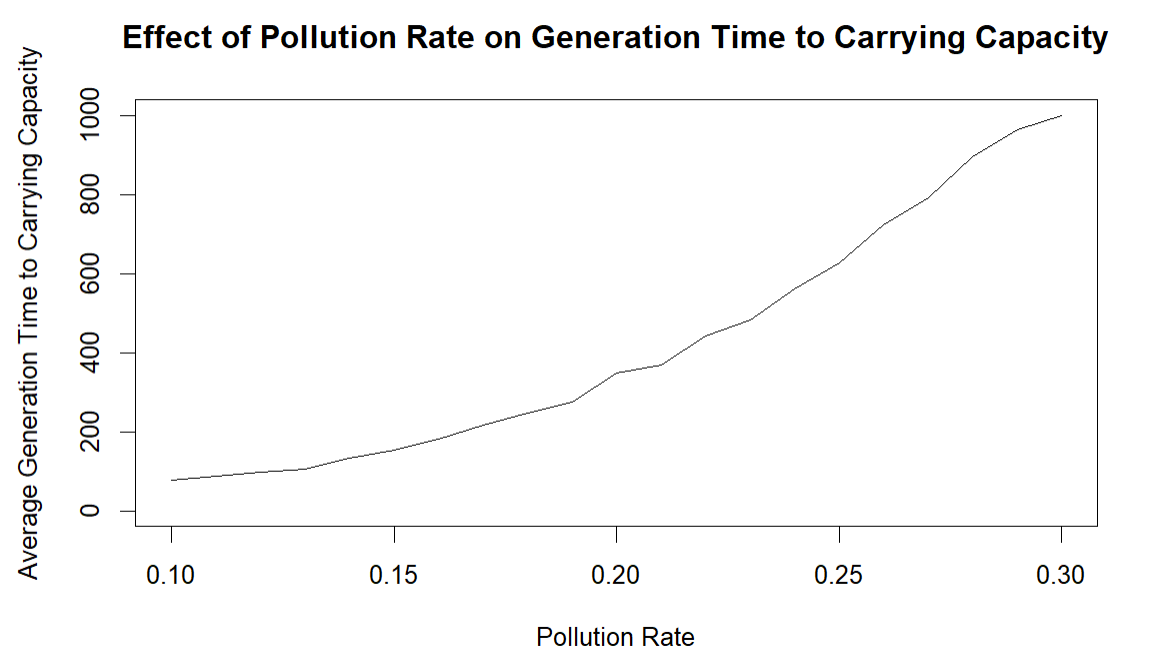 Effect of Pollution Rate on Generation Time to Carrying Capacity
Average Generation Time to Carrying Capacity
1000
800
600
400
200
0
0.10 0.15 0.20 0.25 0.30
Pollution Rate